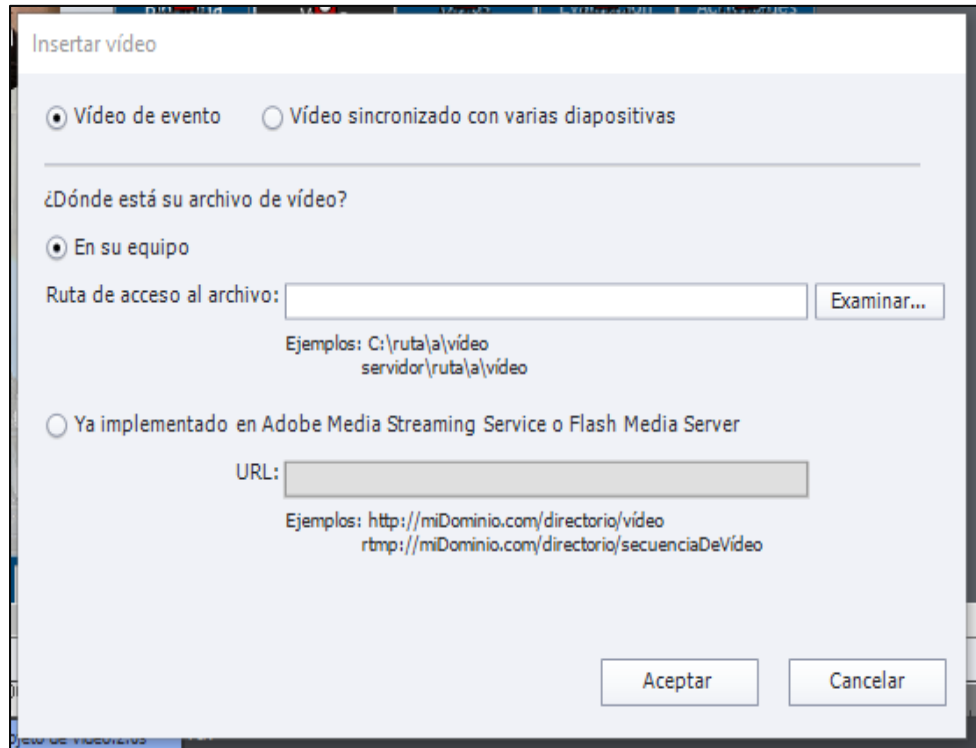 Insertar vídeo
Vídeo de evento Vídeo sincronizado con varias diapositivas
¿Dónde está su archivo de vídeo?
En su equipo
Ruta de acceso al archivo: Examinar...
Ejemplos: C:\ruta\a\vídeo
servidor\ruta\a\vídeo
Ya implementado en Adobe Media Streaming Service o Flash Media Server
URL:
Ejemplos: http://miDominio.com/directorio/vídeo
rtmp://miDominio.com/directorio/secuenciaDeVídeo
Aceptar Cancelar